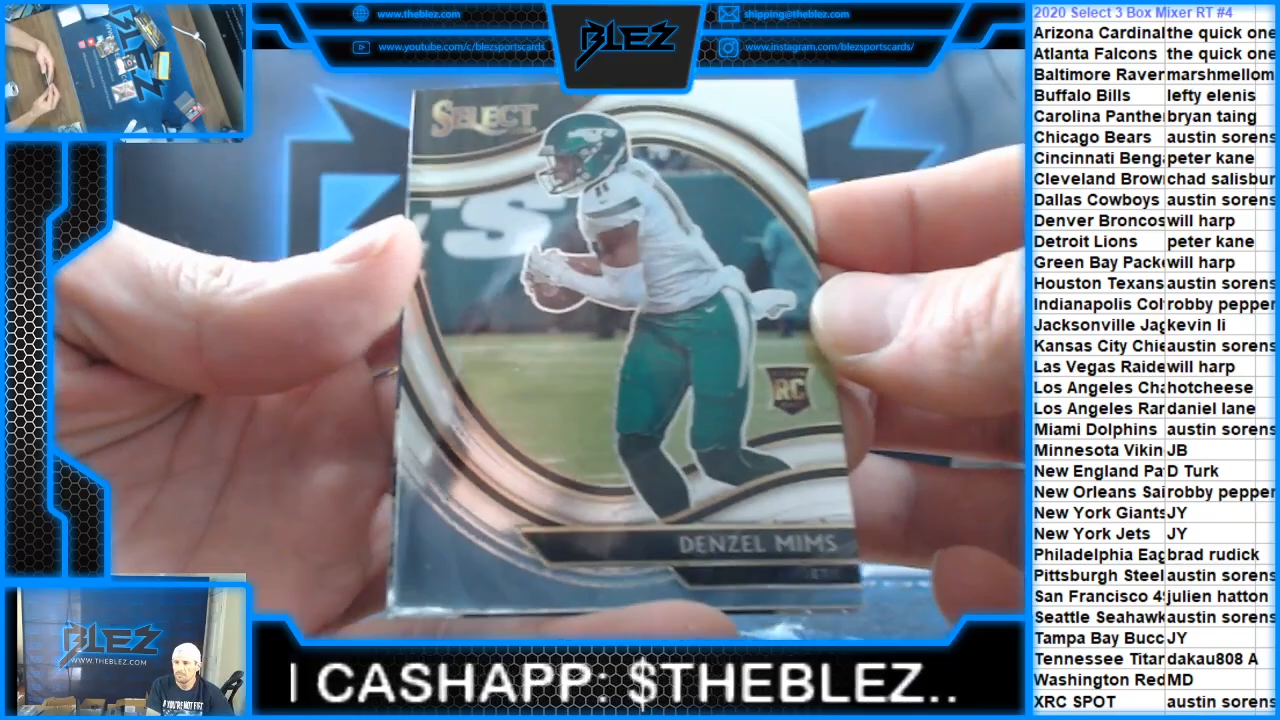 www.theblez.com
shipping@theblez.com
www.youtube.com/c/blezsportscards
www.instagram.com/blezsportscards/
BLEZ
SELECT
11
RC
DENZEL MIMS
BLEZ
WWW.THEBLEZ.COM
CASHAPP: $THEBLEZ..
2020 Select 3 Box Mixer RT #4
Arizona Cardinal the quick one
Atlanta Falcons the quick one
Baltimore Raver marshmellom
Buffalo Bills lefty elenis
Carolina Panthe bryan taing
Chicago Bears austin sorens
Cincinnati Beng peter kane
Cleveland Brow chad salisbur
Dallas Cowboys austin sorens
Denver Broncos will harp
Detroit Lions peter kane
Green Bay Packe will harp
Houston Texans austin sorens
Indianapolis Col robby pepper
Jacksonville Jag kevin li
Kansas City Chie austin sorens
Las Vegas Raide will harp
Los Angeles Cha hotcheese
Los Angeles Rar daniel lane
Miami Dolphins austin sorens
Minnesota Vikin JB
New England Pa D Turk
New Orleans Sai robby pepper
New York Giants JY
New York Jets JY
Philadelphia Eag brad rudick
Pittsburgh Steel austin sorens
San Francisco 4 julien hatton
Seattle Seahawk austin sorens
Tampa Bay Bucc JY
Tennessee Titar dakau808 A
Washington Red MD
XRC SPOT austin sorens